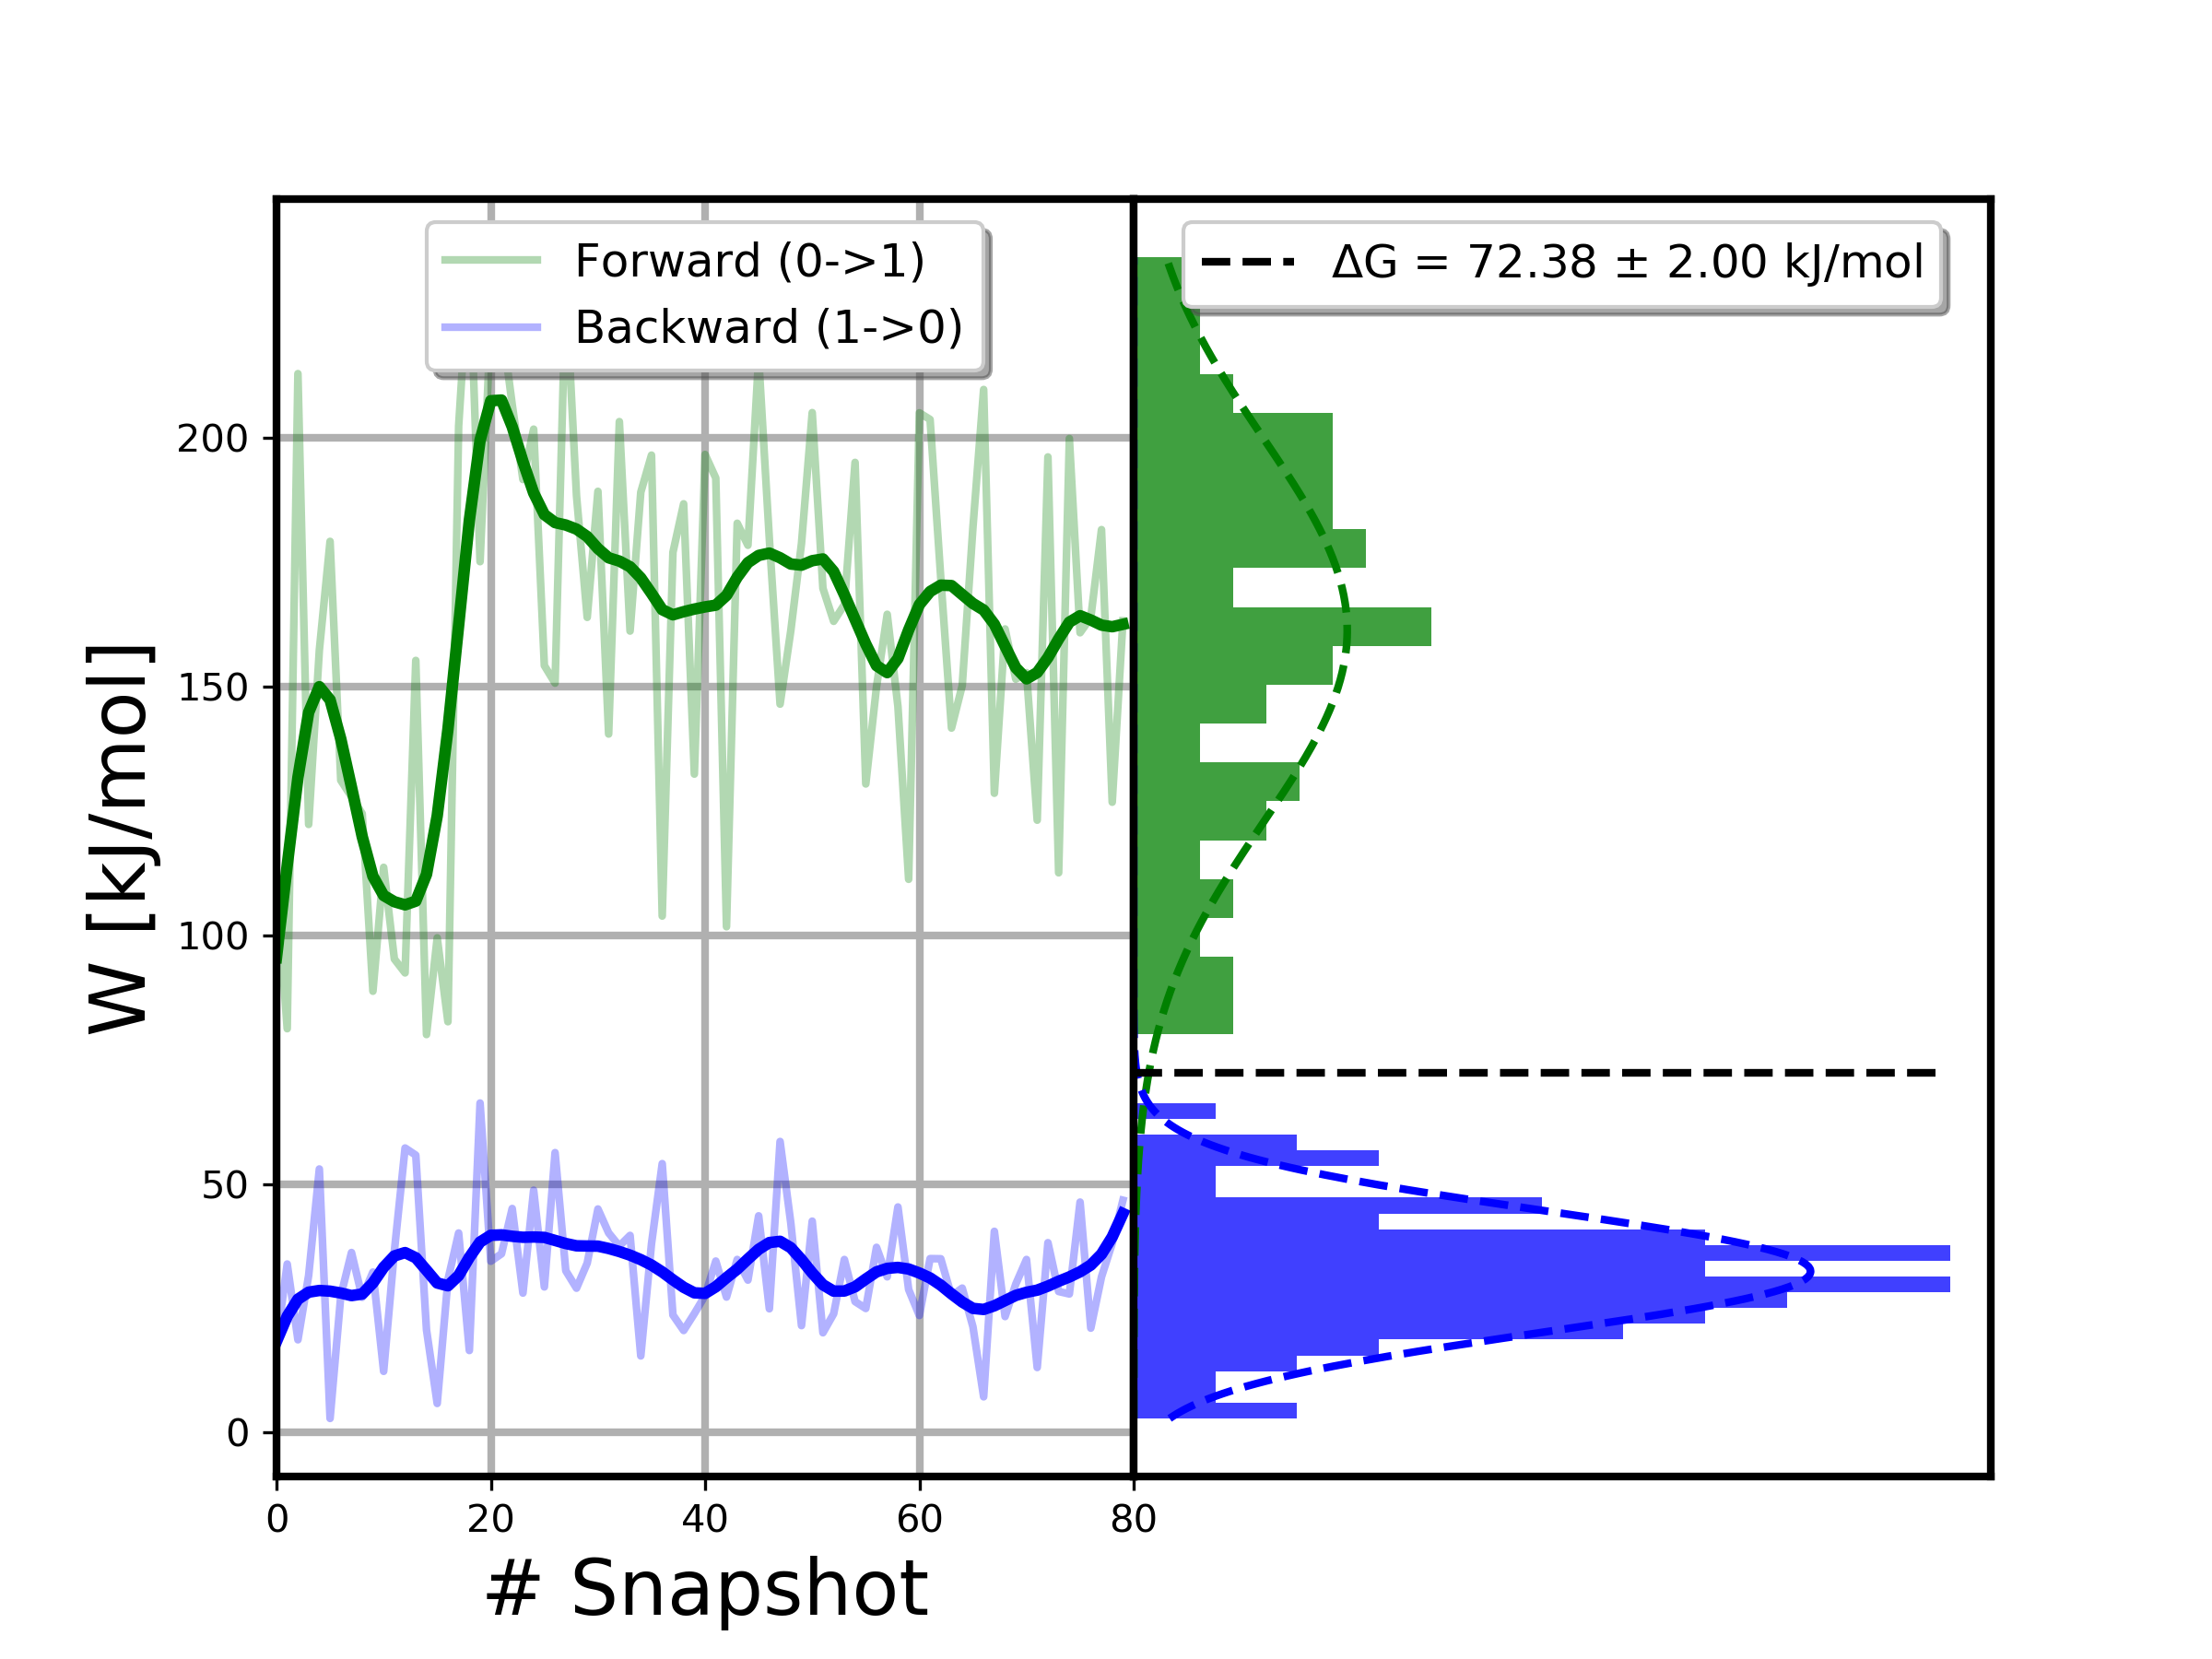 Forward (0->1)
Backward (1->0)
ΔG = 72.38 ± 2.00 kJ/mol
W [kJ/mol]
200
150
100
50
0
0 20 40 60 80
# Snapshot